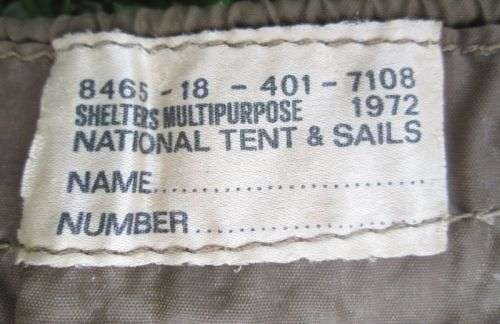 8465-18-401-7108
SHELTERS MULTIPURPOSE 1972
NATIONAL TENT & SAILS
NAME..............................
NUMBER........................